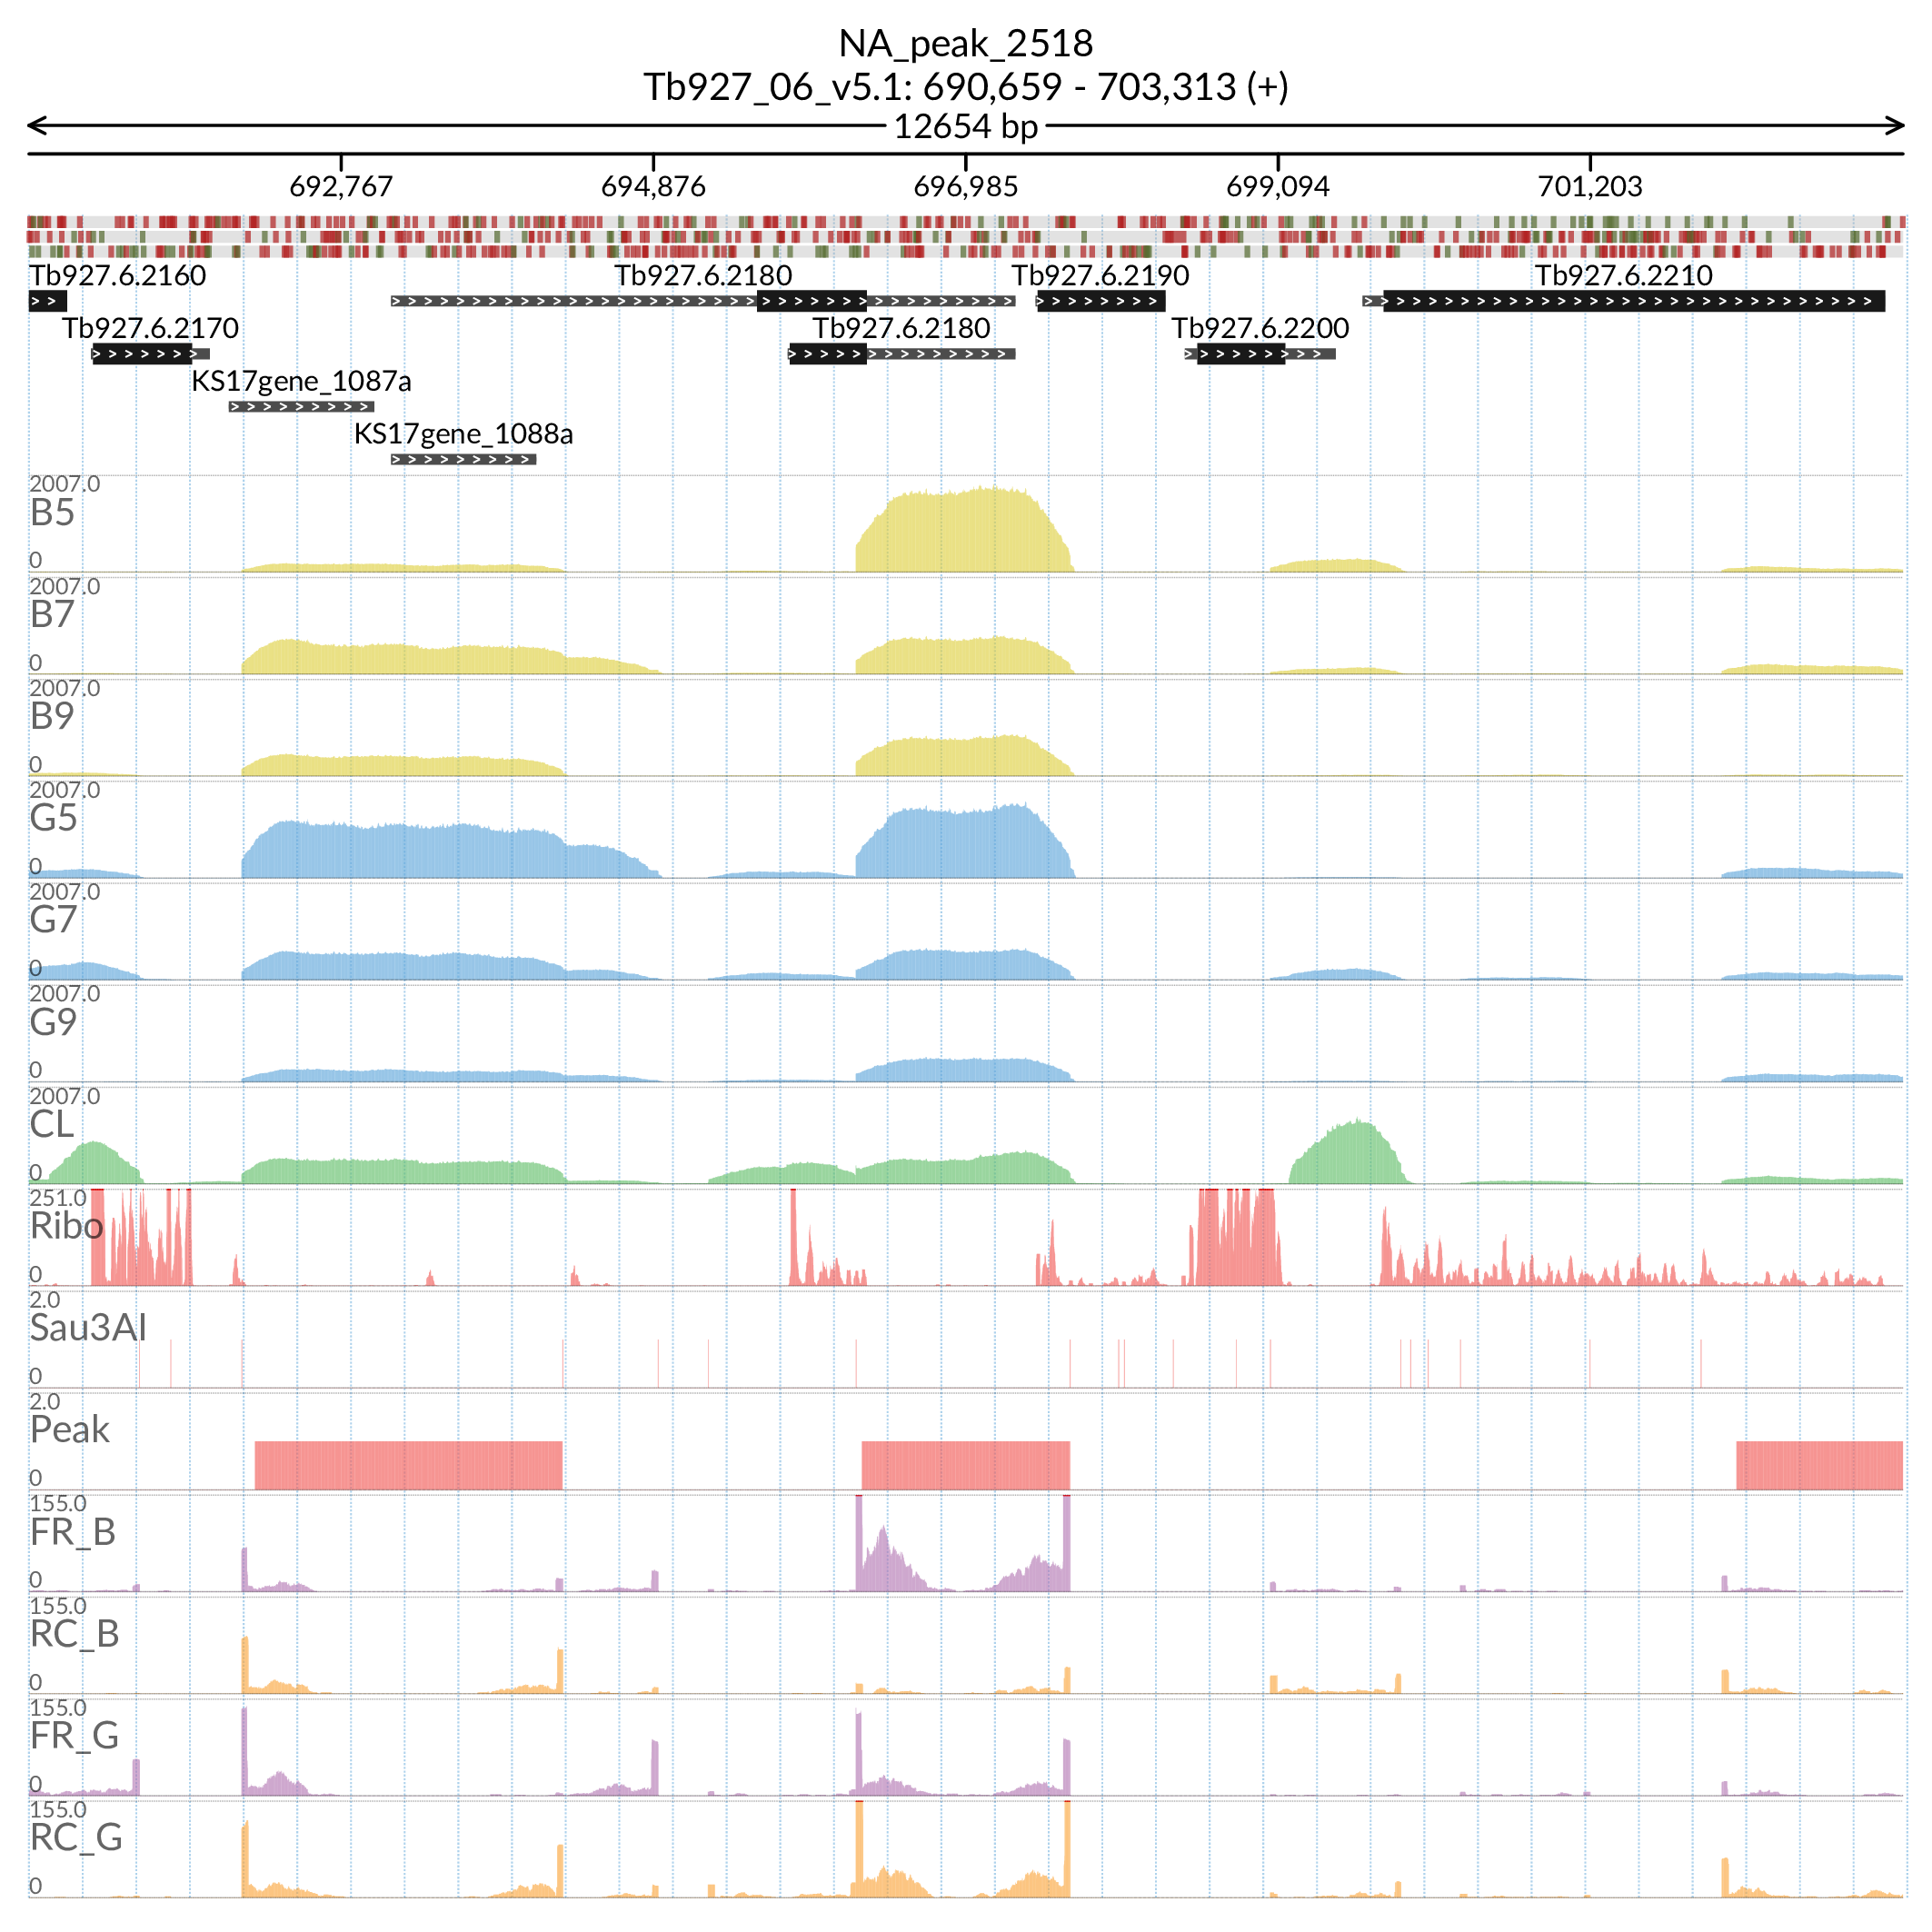 NA_peak_2518
Tb927_06_v5.1: 690,659 - 703,313 (+)
12654 bp
692,767 694,876 696,985 699,094 701,203
Tb927.6.2160 Tb927.6.2180 Tb927.6.2190 Tb927.6.2210
Tb927.6.2170 Tb927.6.2180 Tb927.6.2200
KS17gene_1087a
KS17gene_1088a
2007.0
B5
0
2007.0
B7
0
2007.0
B9
0
2007.0
G5
0
2007.0
G7
0
2007.0
G9
0
2007.0
CL
0
251.0
Ribo
0
2.0
Sau3AI
0
2.0
Peak
0
155.0
FR_B
0
155.0
RC_B
0
155.0
FR_G
0
155.0
RC_G
0